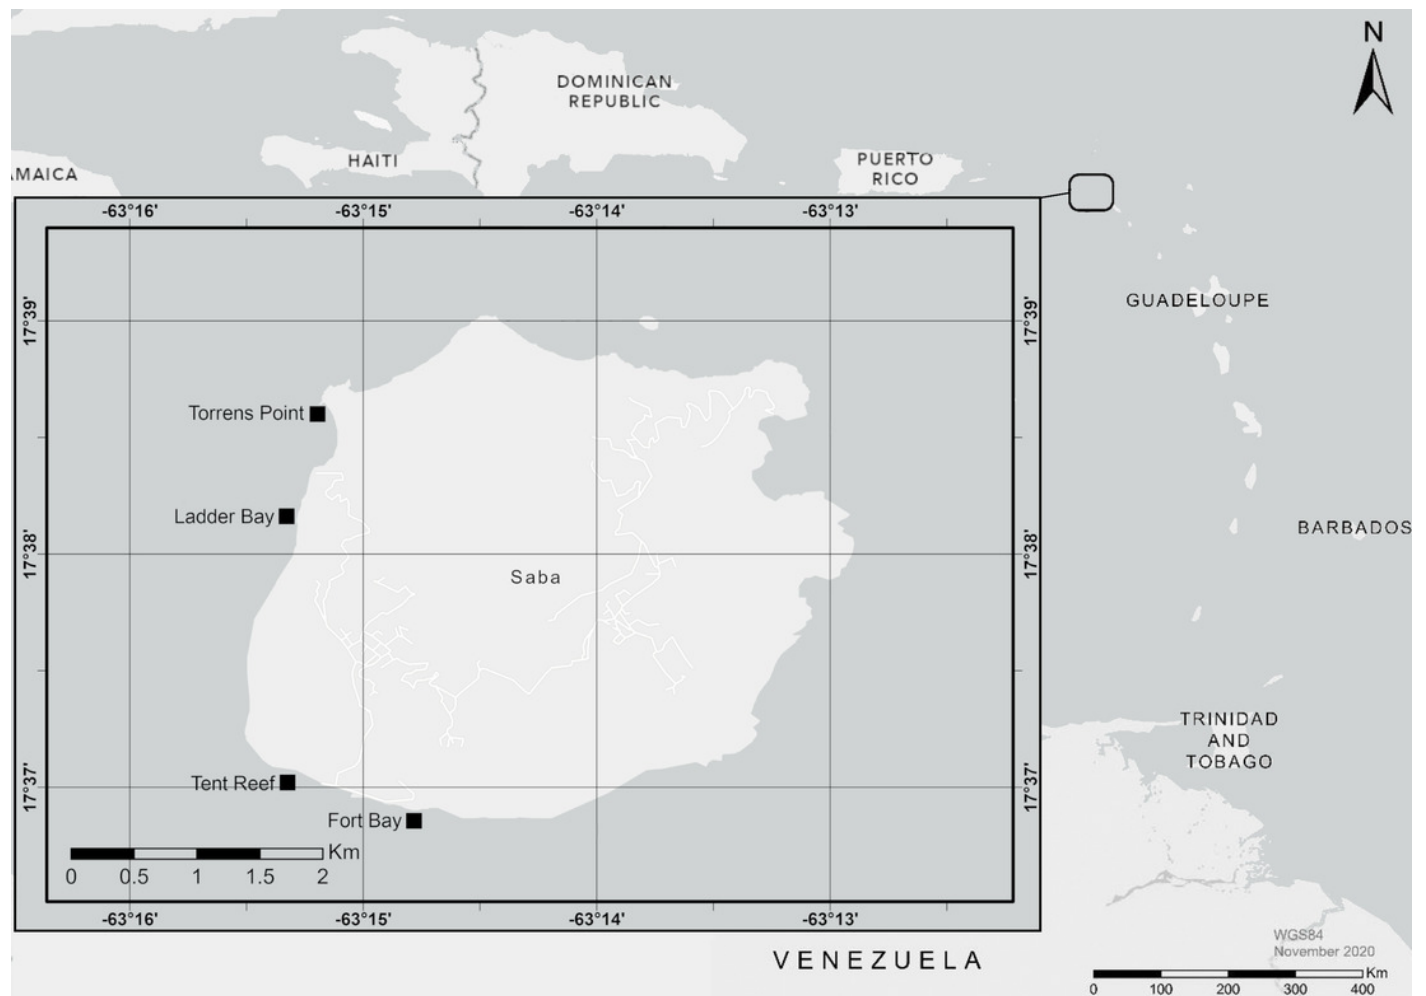 N
DOMINICAN
REPUBLIC
HAITI
PUERTO
RICO
AMAICA
-63°16'
-63°15'
-63°14'
-63°13'
17°39'
17°39'
GUADELOUPE
Torrens Point
Ladder Bay
BARBADOS
17°38'
17°38'
Saba
TRINIDAD
AND
TOBAGO
17°37'
17°37'
Tent Reef
Fort Bay
Km
0 0.5 1 1.5 2
-63°16'
-63°15'
-63°14'
-63°13'
WGS84
November 2020
VENEZUELA
Km
0 100 200 300 400